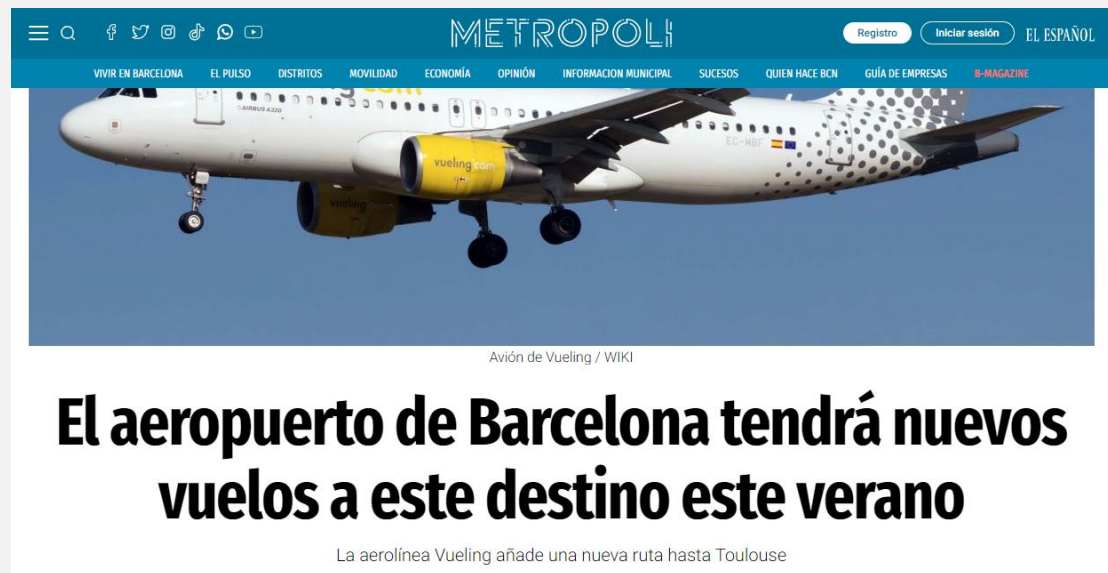 METROPOLI
Registro
Iniciar sesión
EL ESPAÑOL
VIVIR EN BARCELONA
EL PULSO
DISTRITOS
MOVILIDAD
ECONOMÍA
OPINIÓN
INFORMACION MUNICIPAL
SUCESOS
QUIEN HACE BCN
GUÍA DE EMPRESAS
B-MAGAZINE
AIRBUS A320
EC-MBF
vueling.com
vueling
Avión de Vueling / WIKI
El aeropuerto de Barcelona tendrá nuevos
vuelos a este destino este verano
La aerolínea Vueling añade una nueva ruta hasta Toulouse